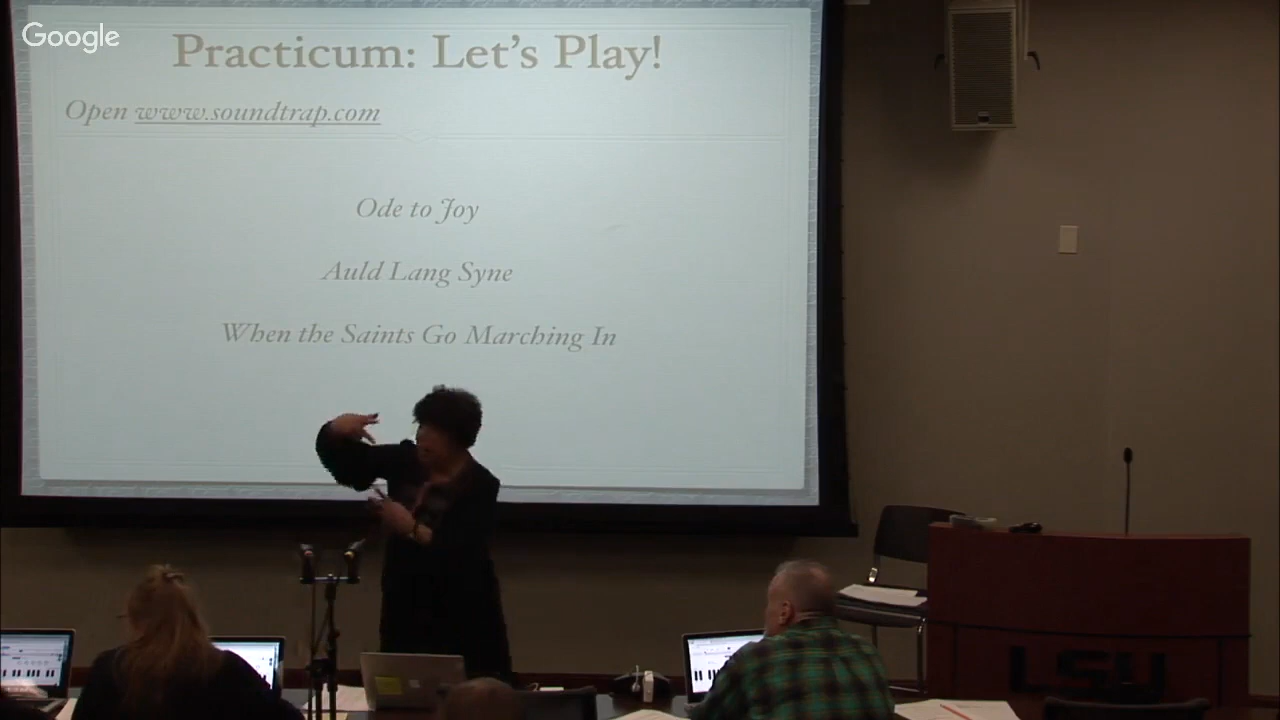 Google
Practicum: Let's Play!
Open www.soundtrap.com
Ode to Joy
Auld Lang Syne
When the Saints Go Marching In
LSU